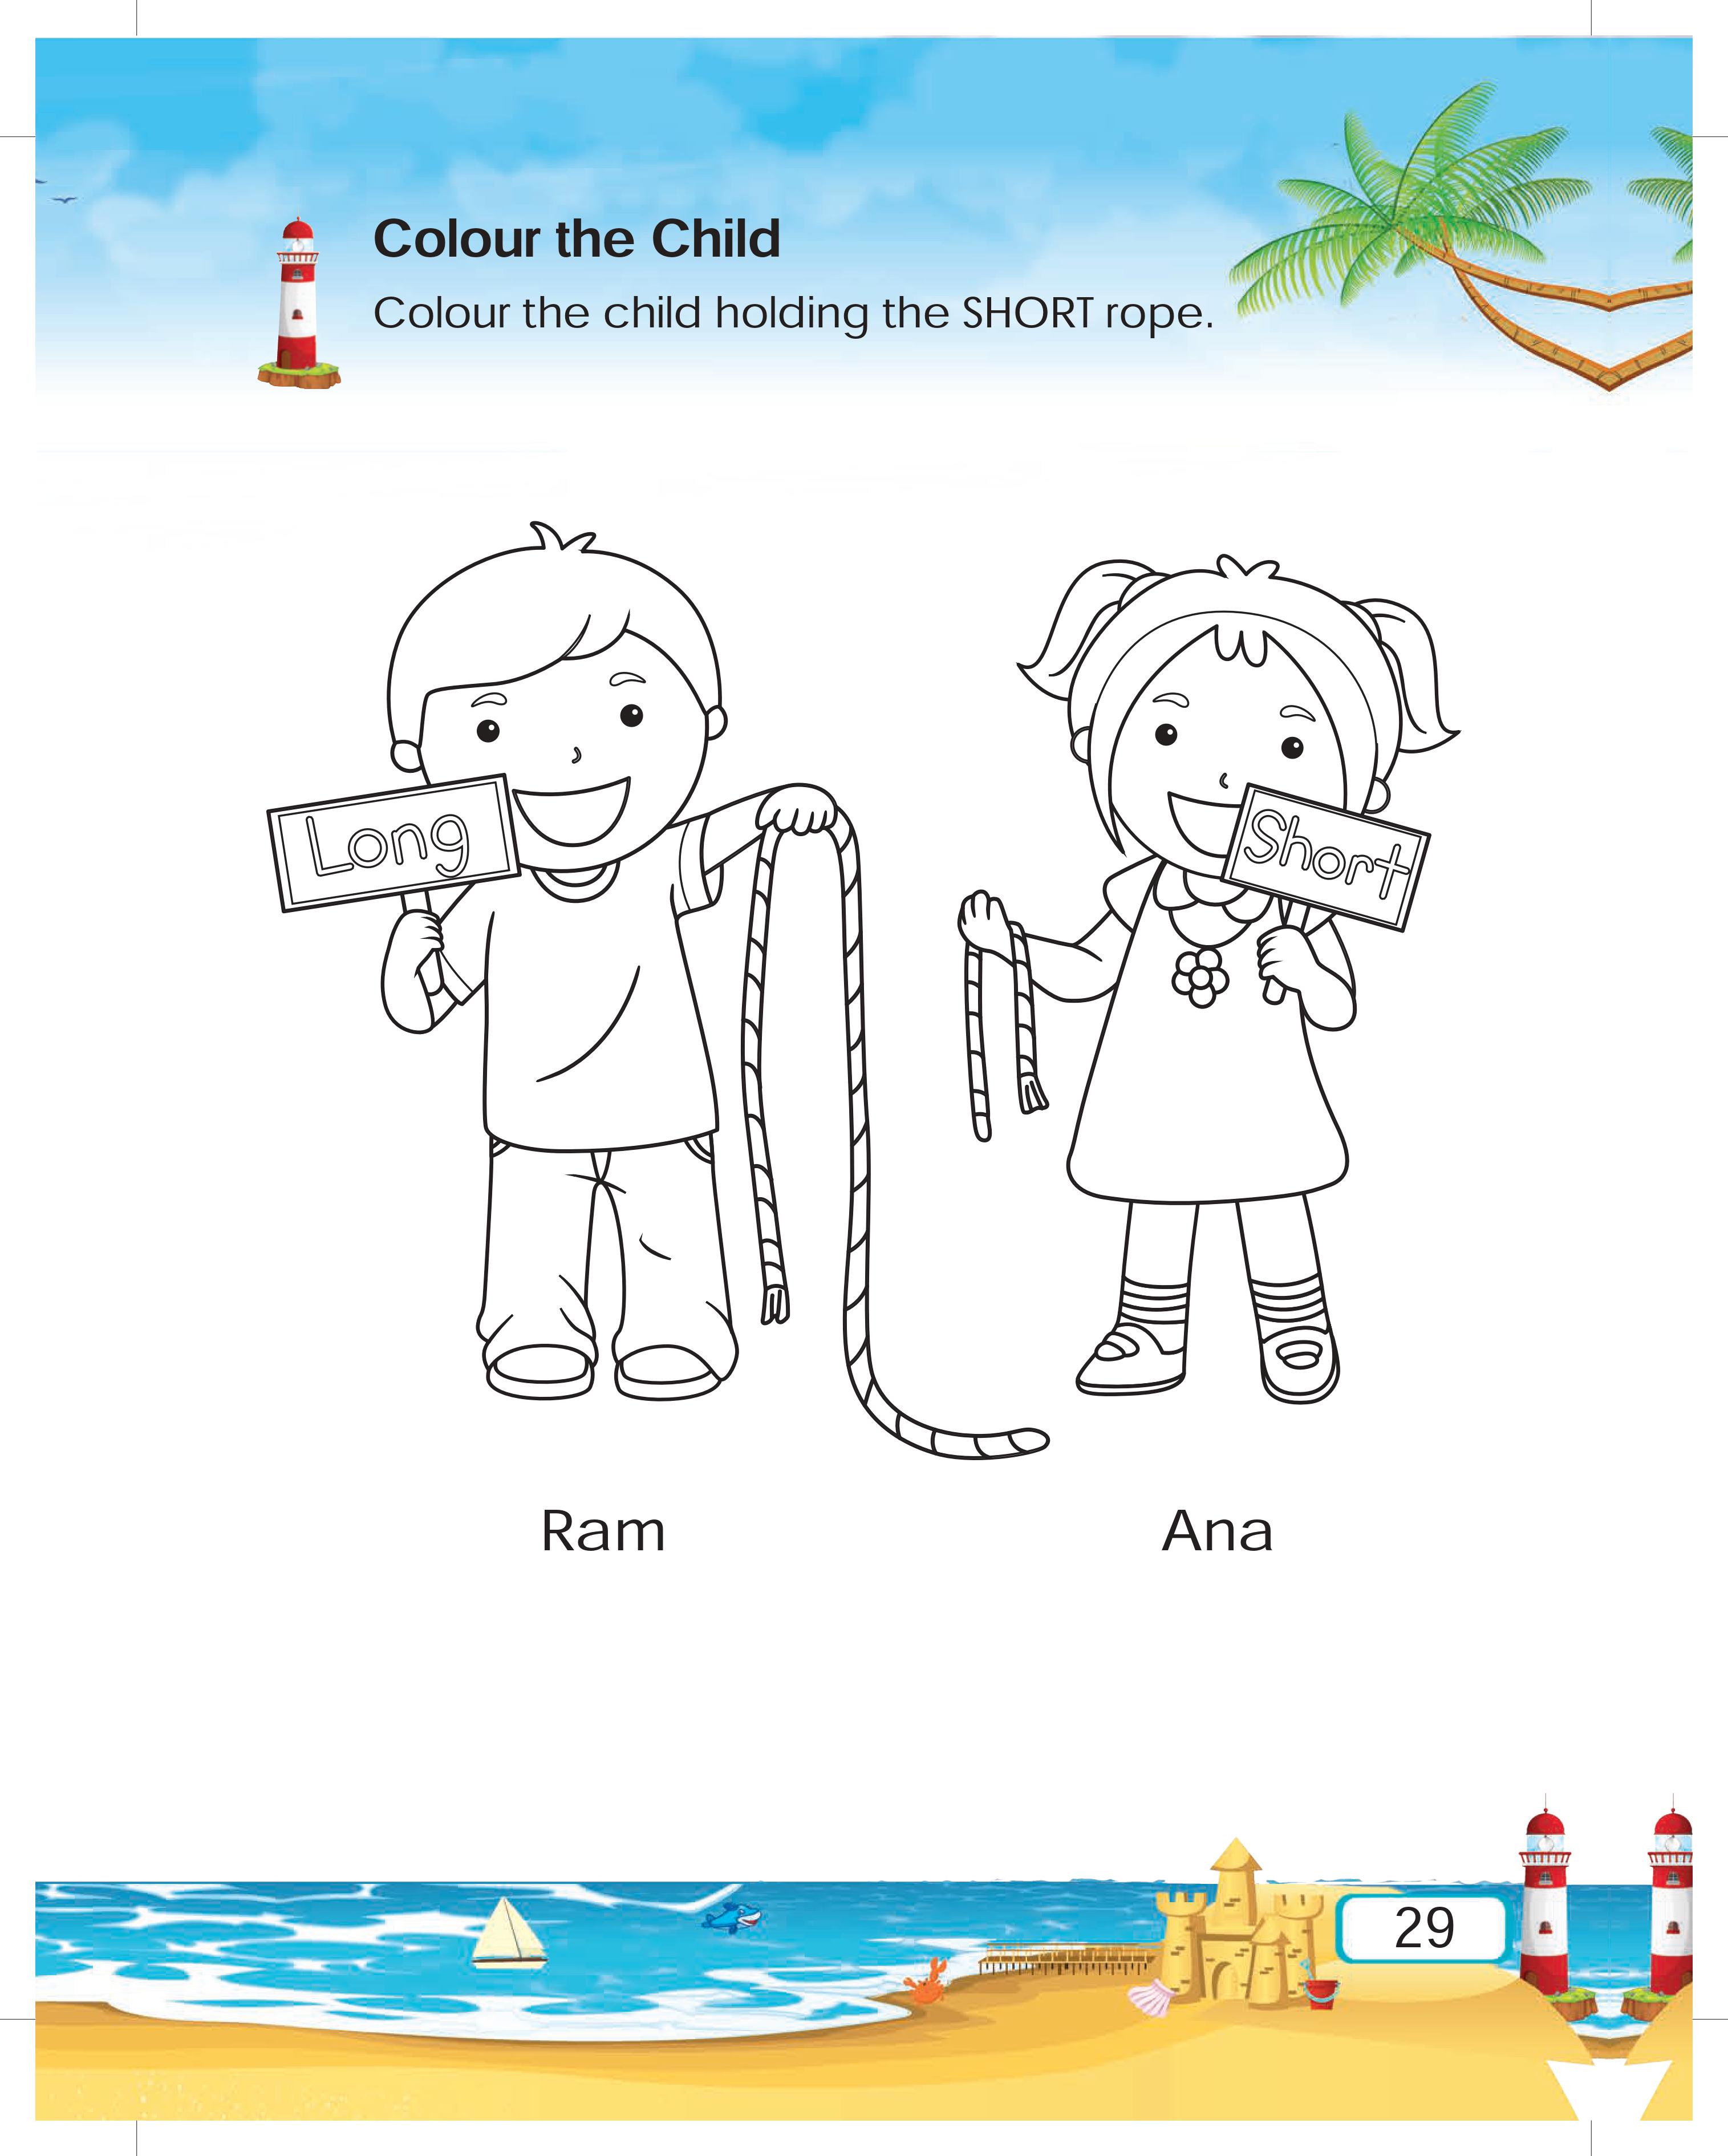 Colour the Child
Colour the child holding the SHORT rope.
Long
Short
Ram
Ana
29